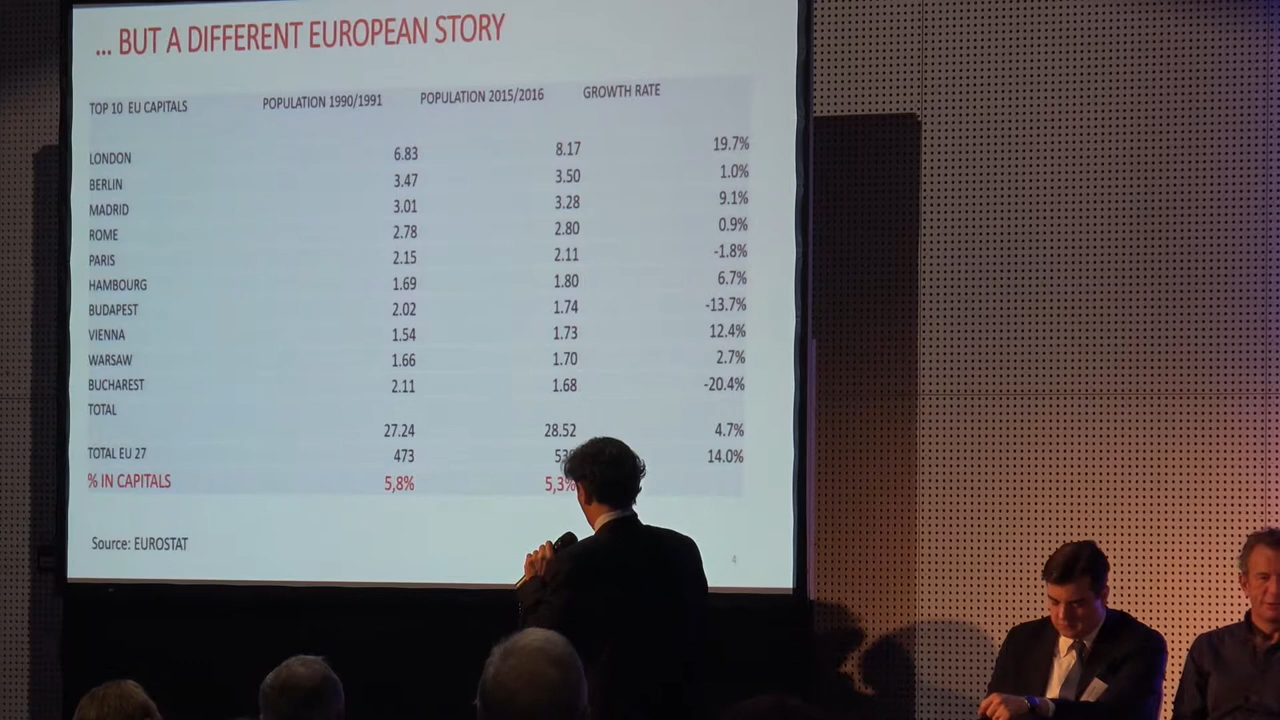 ... BUT A DIFFERENT EUROPEAN STORY
TOP 10 EU CAPITALS POPULATION 1990/1991 POPULATION 2015/2016 GROWTH RATE
LONDON 6.83 8.17 19.7%
BERLIN 3.47 3.50 1.0%
MADRID 3.01 3.28 9.1%
ROME 2.78 2.80 0.9%
PARIS 2.15 2.11 -1.8%
HAMBOURG 1.69 1.80 6.7%
BUDAPEST 2.02 1.74 -13.7%
VIENNA 1.54 1.73 12.4%
WARSAW 1.66 1.70 2.7%
BUCHAREST 2.11 1.68 -20.4%
TOTAL
27.24 28.52 4.7%
TOTAL EU 27 473 14.0%
% IN CAPITALS 5,8% 5,3%
Source: EUROSTAT
4